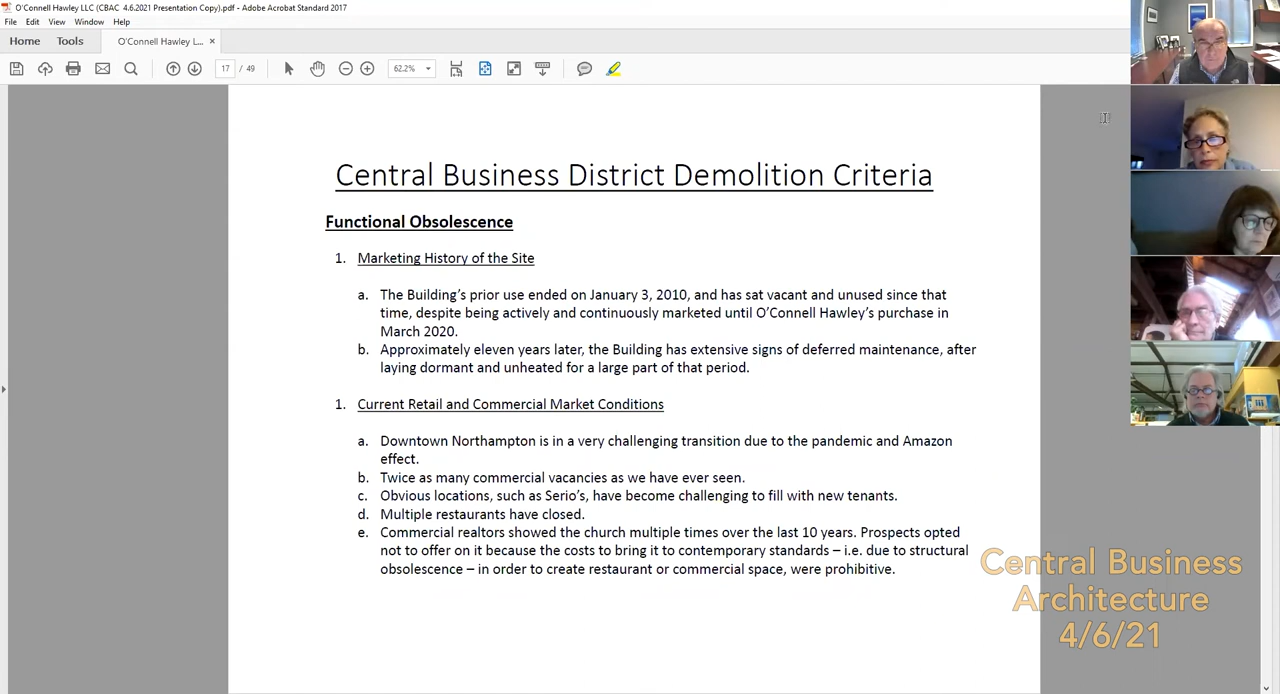 O'Connell Hawley LLC (CBAC  4.6.2021 Presentation Copy).pdf - Adobe Acrobat Standard 2017
File Edit View Window Help
Home Tools O'Connell Hawley L... ×
17 / 49 62.2%
Central Business District Demolition Criteria
Functional Obsolescence
1. Marketing History of the Site
a. The Building's prior use ended on January 3, 2010, and has sat vacant and unused since that
time, despite being actively and continuously marketed until O'Connell Hawley's purchase in
March 2020.
b. Approximately eleven years later, the Building has extensive signs of deferred maintenance, after
laying dormant and unheated for a large part of that period.
1. Current Retail and Commercial Market Conditions
a. Downtown Northampton is in a very challenging transition due to the pandemic and Amazon
effect.
b. Twice as many commercial vacancies as we have ever seen.
c. Obvious locations, such as Serio's, have become challenging to fill with new tenants.
d. Multiple restaurants have closed.
e. Commercial realtors showed the church multiple times over the last 10 years. Prospects opted
not to offer on it because the costs to bring it to contemporary standards – i.e. due to structural
obsolescence – in order to create restaurant or commercial space, were prohibitive.
Central Business
Architecture
4/6/21